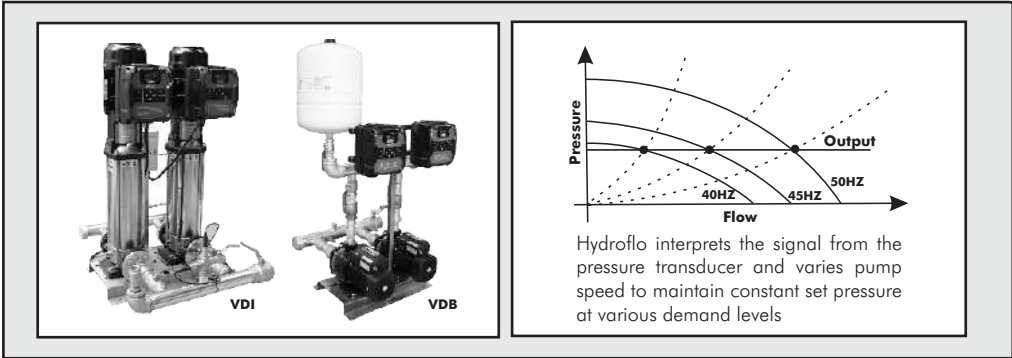 VDI
VDB
Pressure
Output
50HZ
40HZ
45HZ
Flow
Hydroflo interprets the signal from the
pressure transducer and varies pump
speed to maintain constant set pressure
at various demand levels